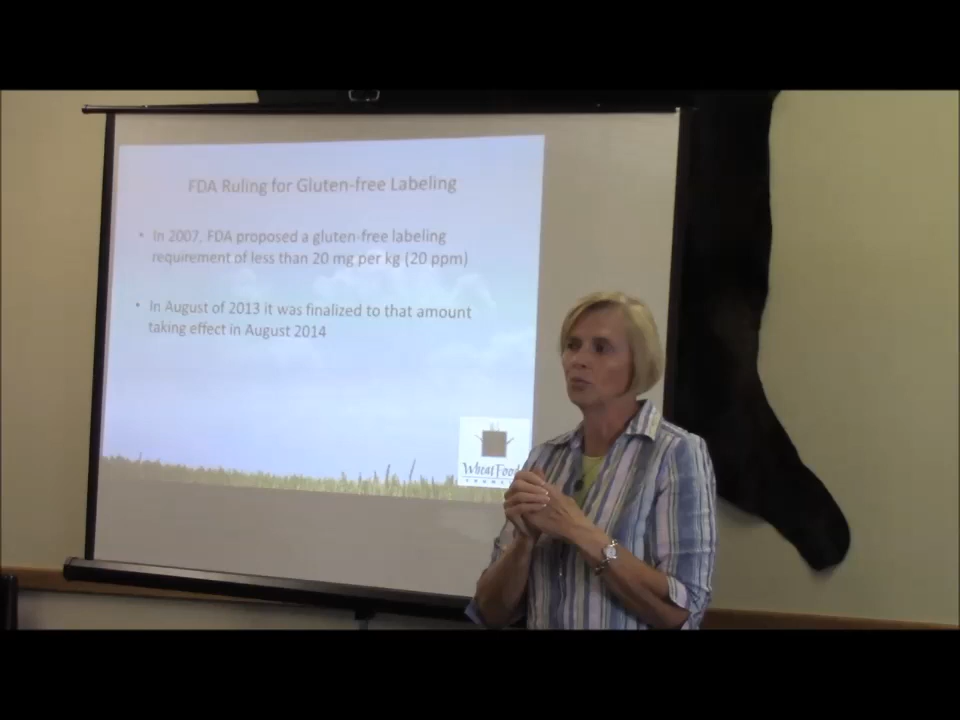 FDA Ruling for Gluten-free Labeling
• In 2007, FDA proposed a gluten-free labeling
requirement of less than 20 mg per kg (20 ppm)
• In August of 2013 it was finalized to that amount
taking effect in August 2014
Wheat Food